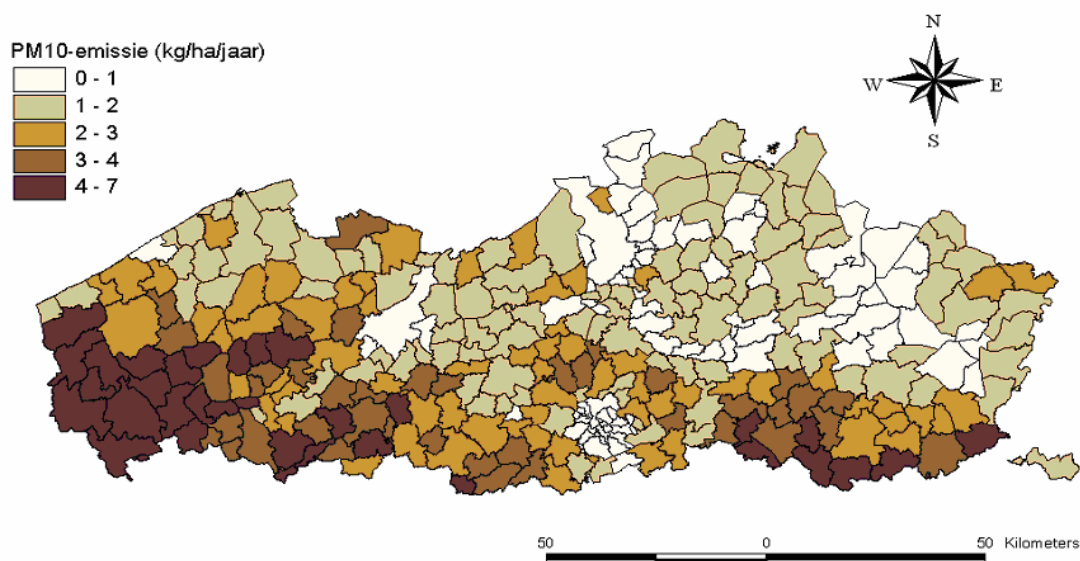 N
PM10-emissie (kg/ha/jaar)
0 - 1
W E
1 - 2
2 - 3
S
3 - 4
4 - 7
50 0 50 Kilometers